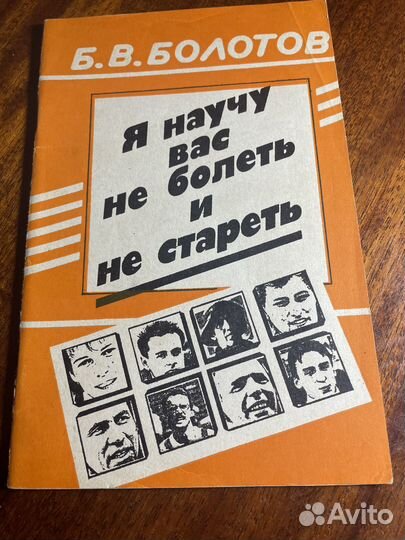 Б.В.БОЛОТОВ
Я научу
вас
не болеть
и
не стареть
Avito